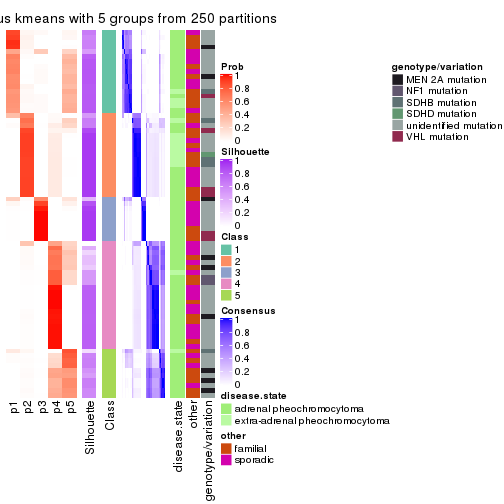 us kmeans with 5 groups from 250 partitions
p1
p2
p3
p4
p5
Silhouette
Class
disease.state
other
genotype/variation
Prob
1
0.8
0.6
0.4
0.2
0
Silhouette
1
0.8
0.6
0.4
0.2
0
Class
1
2
3
4
5
Consensus
1
0.8
0.6
0.4
0.2
0
disease.state
adrenal pheochromocytoma
extra-adrenal pheochromocytoma
other
familial
sporadic
genotype/variation
MEN 2A mutation
NF1 mutation
SDHB mutation
SDHD mutation
unidentified mutation
VHL mutation